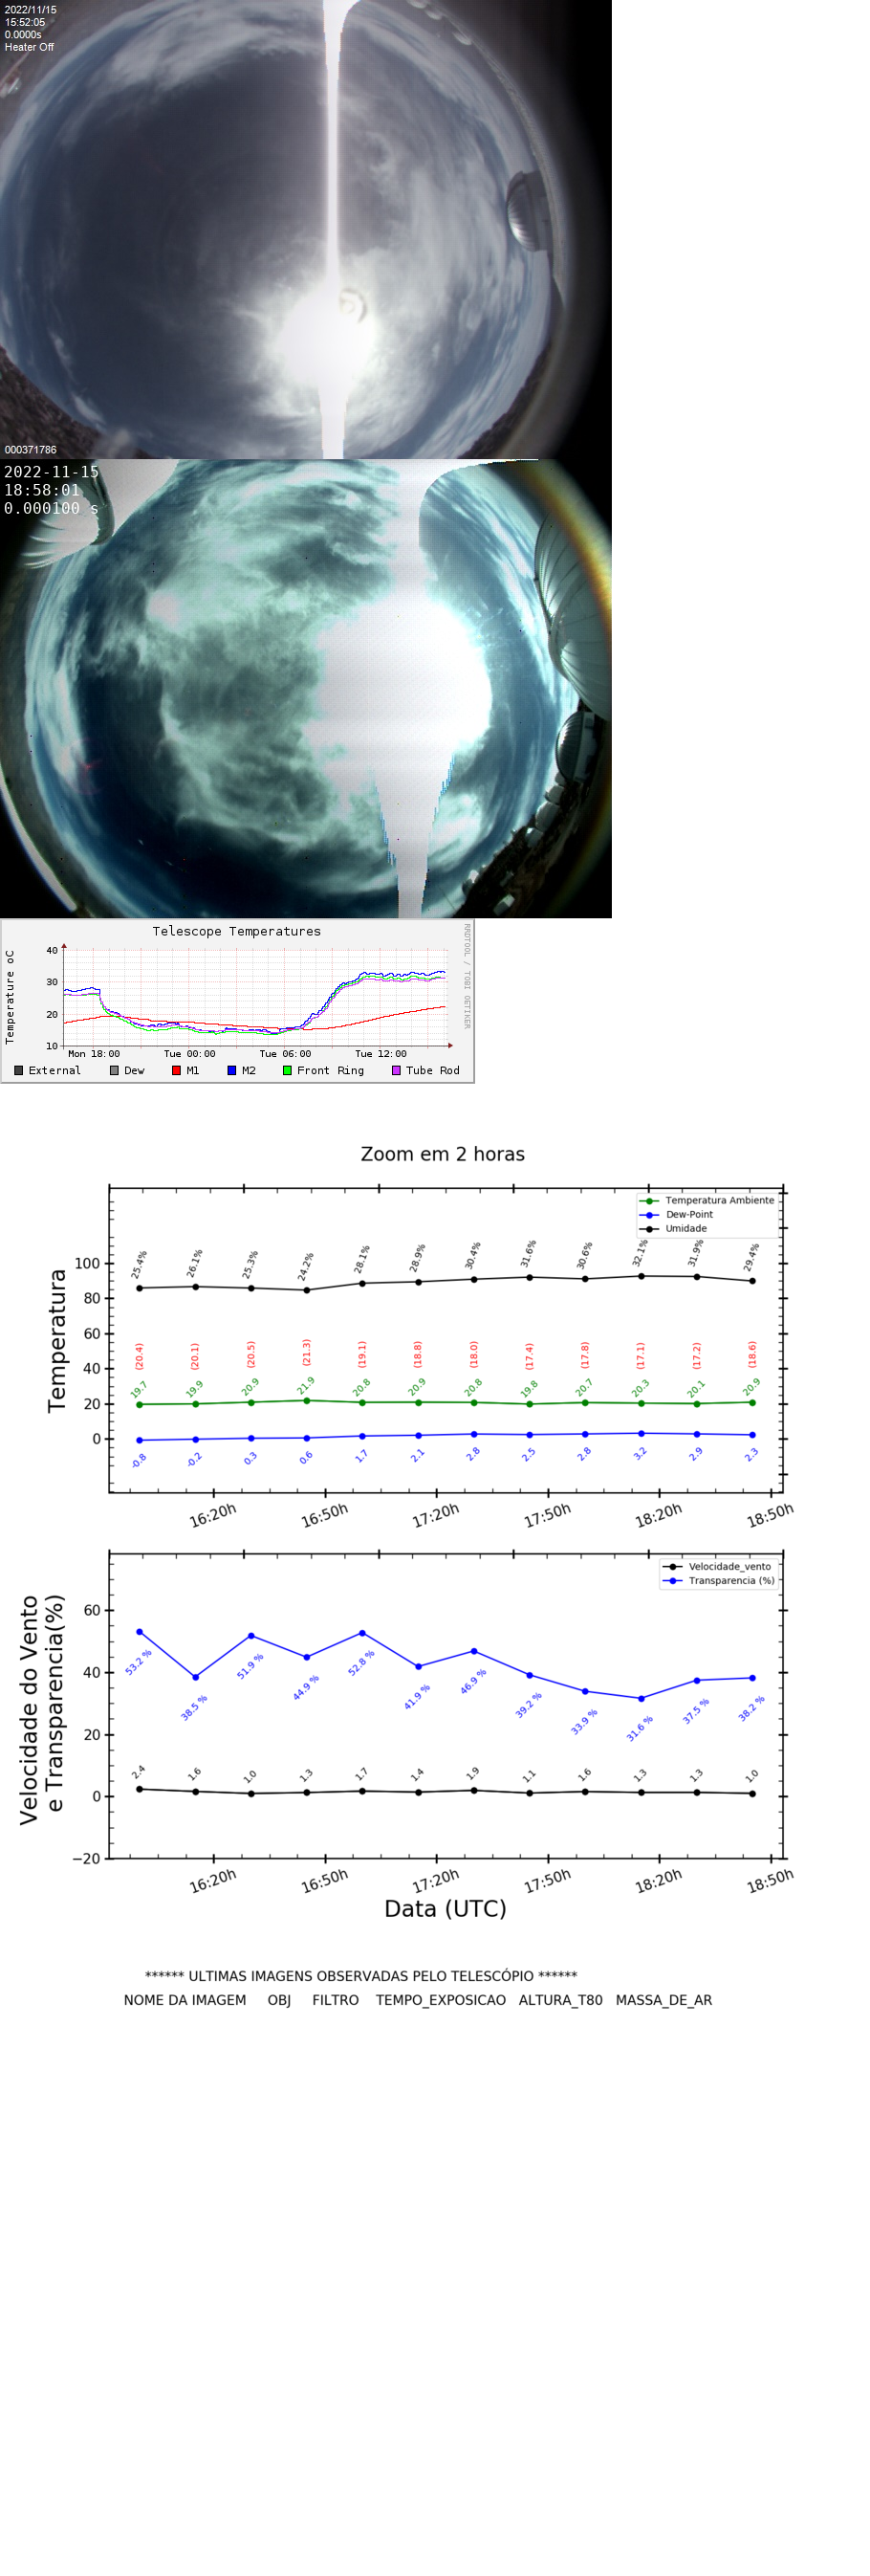 2022/11/15
15:52:05
0.0000s
Heater Off
000371786
2022-11-15
18:58:01
0.000100 s
Telescope Temperatures
RRDTOOL / TOBI OETIKER
Temperature oC
40
30
20
10
Mon 18:00 Tue 00:00 Tue 06:00 Tue 12:00
External Dew M1 M2 Front Ring Tube Rod
Zoom em 2 horas
Temperatura Ambiente
Dew-Point
Umidade
Temperatura
100
80
60
40
20
0
25.4% 26.1% 25.3% 24.2% 28.1% 28.9% 30.4% 31.6% 30.6% 32.1% 31.9% 29.4%
(20.4) (20.1) (20.5) (21.3) (19.1) (18.8) (18.0) (17.4) (17.8) (17.1) (17.2) (18.6)
19.7 19.9 20.9 21.9 20.8 20.9 20.8 19.8 20.7 20.3 20.1 20.9
-0.8 -0.2 0.3 0.6 1.7 2.1 2.8 2.5 2.8 3.2 2.9 2.3
16:20h 16:50h 17:20h 17:50h 18:20h 18:50h
Velocidade_vento
Transparencia (%)
Velocidade do Vento
e Transparencia(%)
60
40
20
0
−20
53.2 % 38.5 % 51.9 % 44.9 % 52.8 % 41.9 % 46.9 % 39.2 % 33.9 % 31.6 % 37.5 % 38.2 %
2.4 1.6 1.0 1.3 1.7 1.4 1.9 1.1 1.6 1.3 1.3 1.0
16:20h 16:50h 17:20h 17:50h 18:20h 18:50h
Data (UTC)
****** ULTIMAS IMAGENS OBSERVADAS PELO TELESCÓPIO ******
NOME DA IMAGEM OBJ FILTRO TEMPO_EXPOSICAO ALTURA_T80 MASSA_DE_AR